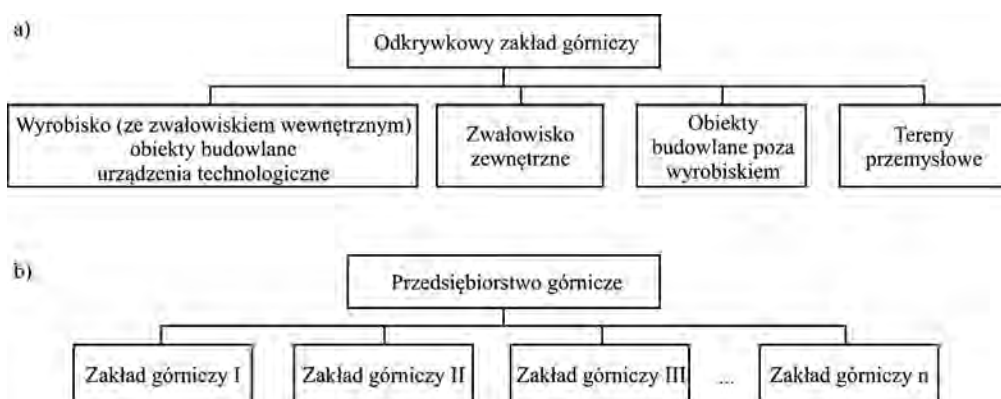 a)
Odkrywkowy zakład górniczy
Wyrobisko (ze zwałowiskiem wewnętrznym)
obiekty budowlane
urządzenia technologiczne
Zwałowisko
zewnętrzne
Obiekty
budowlane poza
wyrobiskiem
Tereny
przemysłowe
b)
Przedsiębiorstwo górnicze
Zakład górniczy I
Zakład górniczy II
Zakład górniczy III
...
Zakład górniczy n